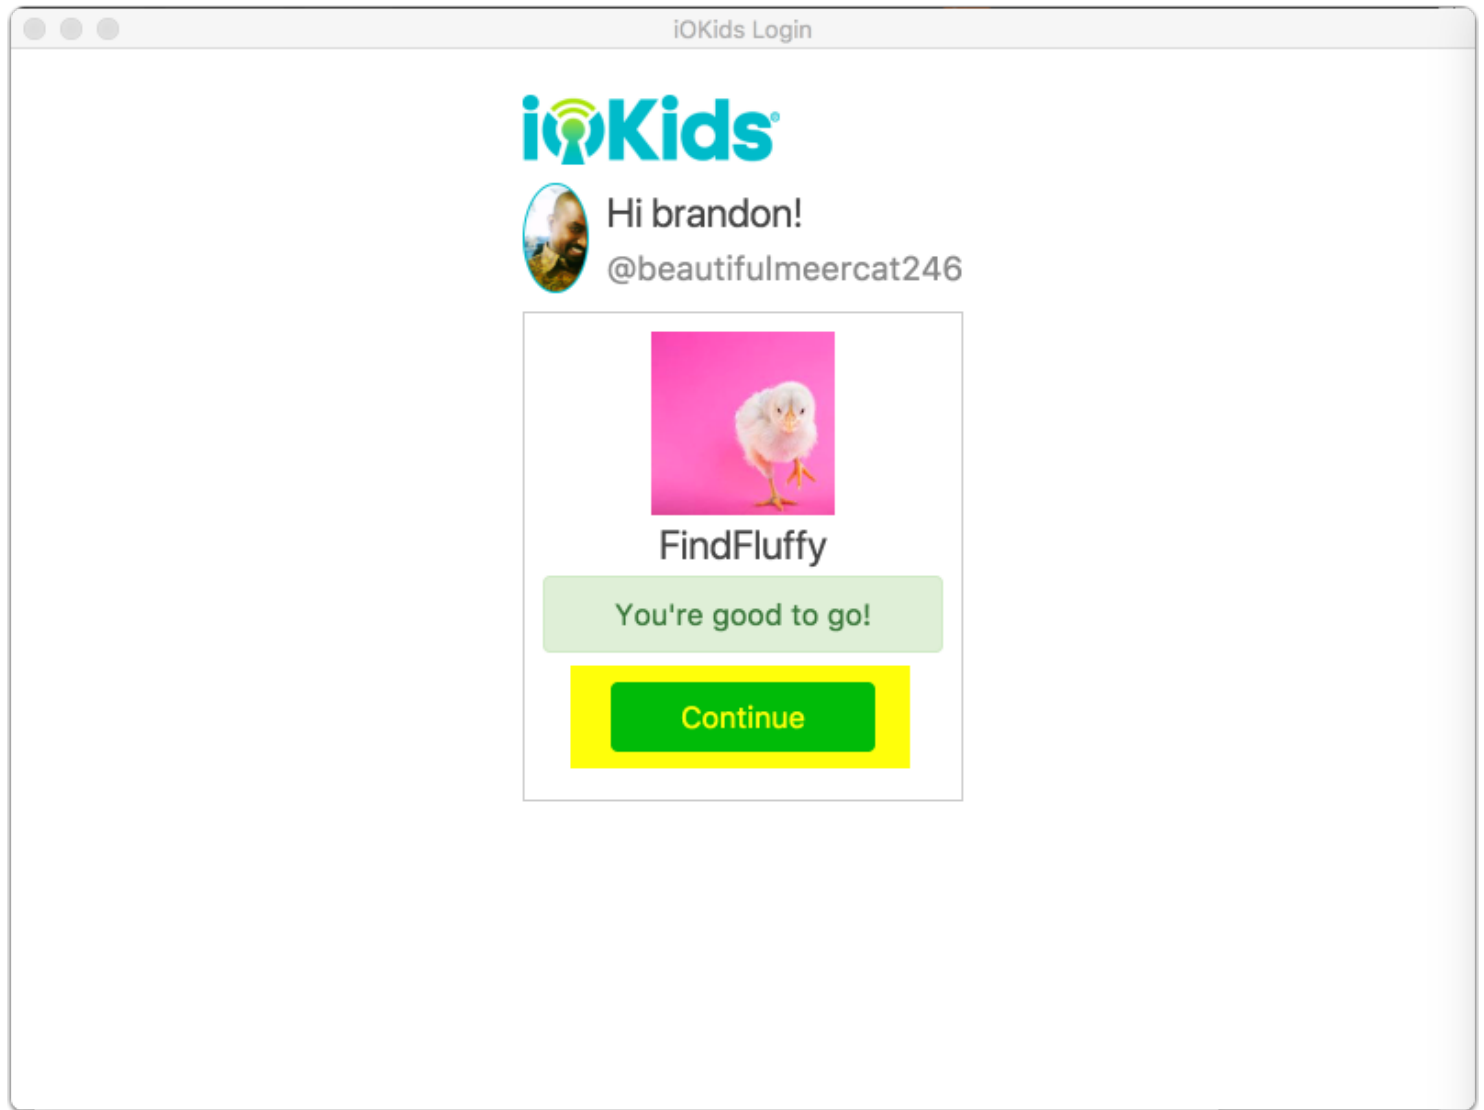 iOKids Login
iOKids®
Hi brandon!
@beautifulmeercat246
FindFluffy
You're good to go!
Continue